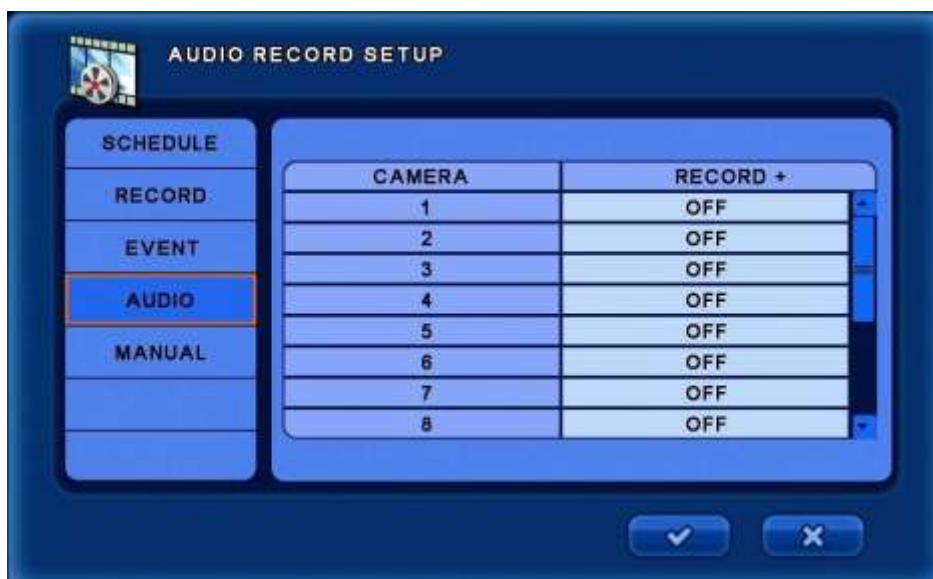 AUDIO RECORD SETUP
SCHEDULE
RECORD
EVENT
AUDIO
MANUAL
CAMERA RECORD +
1 OFF
2 OFF
3 OFF
4 OFF
5 OFF
6 OFF
7 OFF
8 OFF